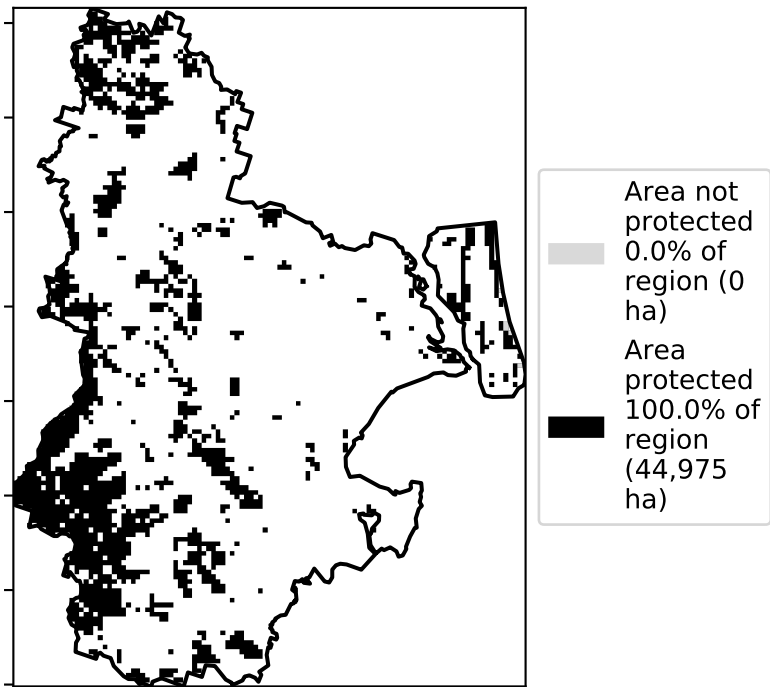 Area not
protected
0.0% of
region (0
ha)
Area
protected
100.0% of
region
(44,975
ha)